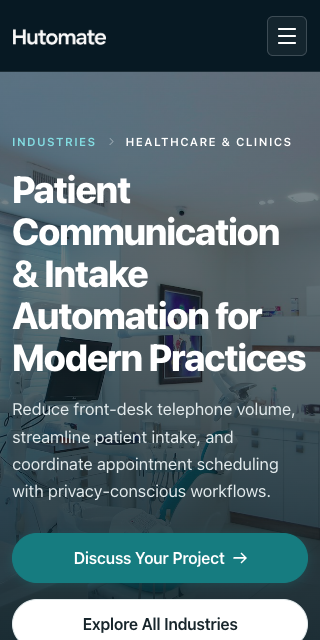 Hutomate
INDUSTRIES > HEALTHCARE & CLINICS
Patient
Communication
& Intake
Automation for
Modern Practices
Reduce front-desk telephone volume,
streamline patient intake, and
coordinate appointment scheduling
with privacy-conscious workflows.
Discuss Your Project →
Explore All Industries